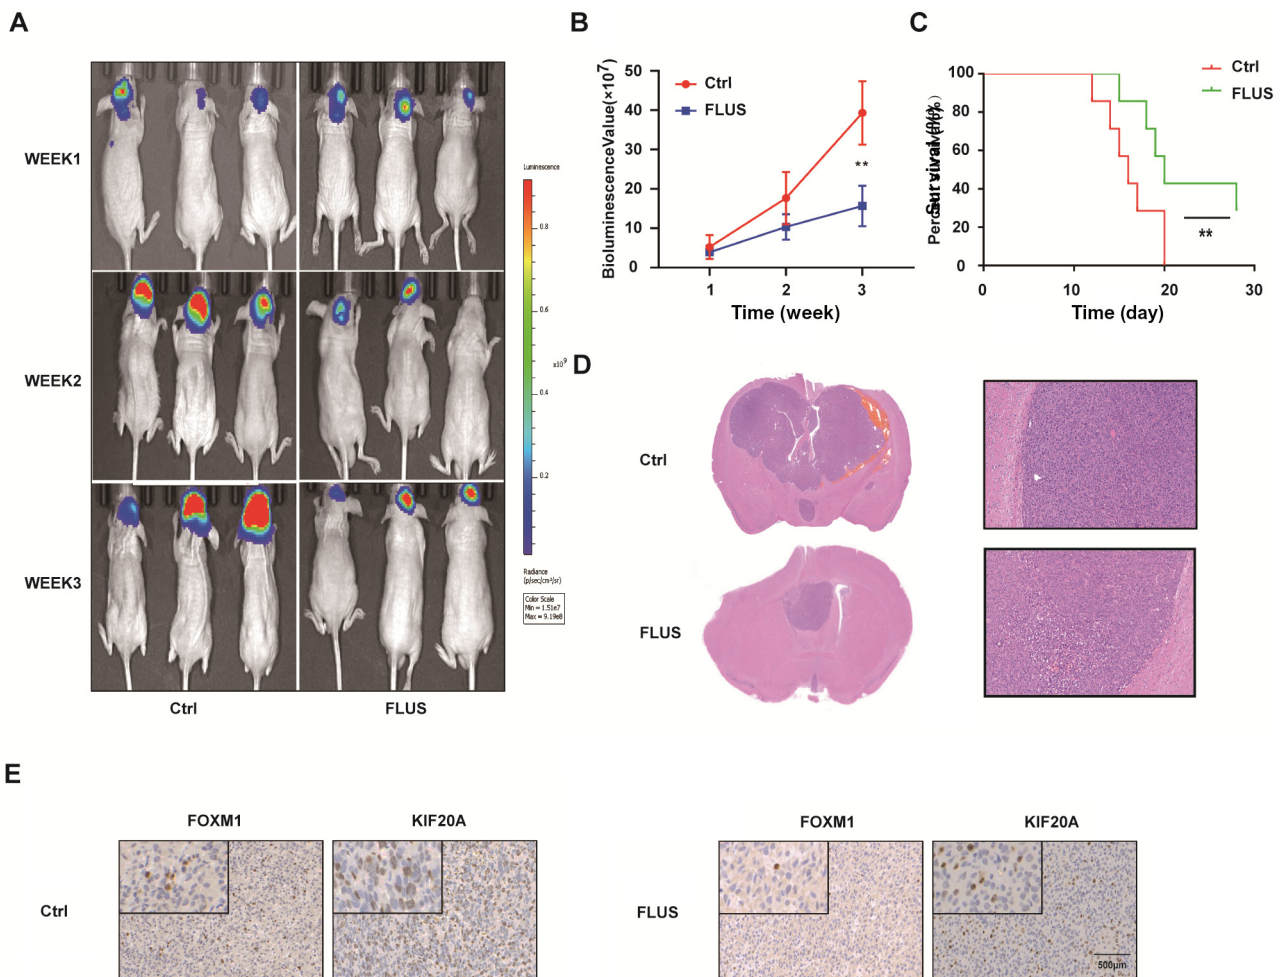 A
WEEK1
WEEK2
WEEK3
Ctrl
FLUS
Luminescence
0.8
0.6
x10⁹
0.4
0.2
Radiance
(p/sec/cm²/sr)
Color Scale
Min = 1.51e7
Max = 9.19e8
B
BioluminescenceValue(×10⁷)
50
40
30
20
10
0
1
2
3
Time (week)
Ctrl
FLUS
**
C
Percent survival (%)
100
80
60
40
20
0
0
10
20
30
Time (day)
Ctrl
FLUS
**
D
Ctrl
FLUS
E
FOXM1
KIF20A
FOXM1
KIF20A
Ctrl
FLUS
500μm